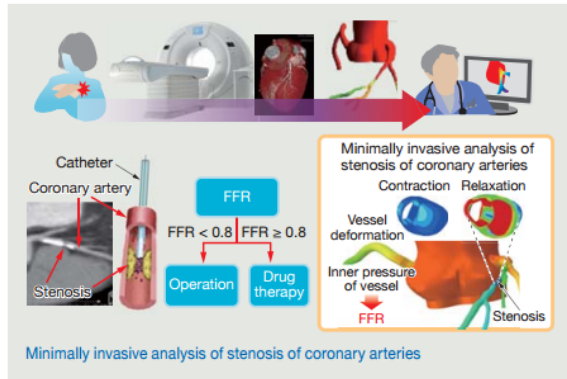 Catheter
Coronary artery
Stenosis
FFR
FFR < 0.8
FFR ≥ 0.8
Operation
Drug
therapy
Minimally invasive analysis of
stenosis of coronary arteries
Contraction
Relaxation
Vessel
deformation
Inner pressure
of vessel
FFR
Stenosis
Minimally invasive analysis of stenosis of coronary arteries